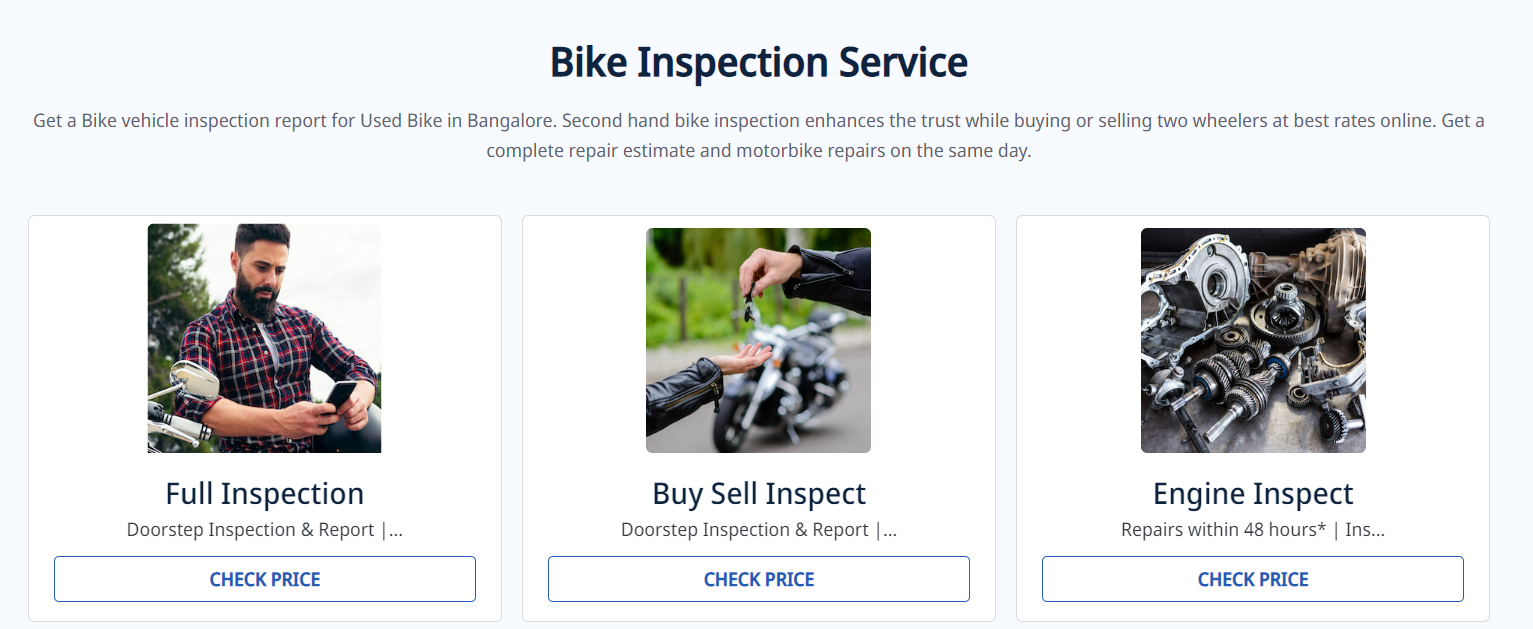 Bike Inspection Service
Get a Bike vehicle inspection report for Used Bike in Bangalore. Second hand bike inspection enhances the trust while buying or selling two wheelers at best rates online. Get a
complete repair estimate and motorbike repairs on the same day.
Full Inspection
Doorstep Inspection & Report |...
CHECK PRICE
Buy Sell Inspect
Doorstep Inspection & Report |...
CHECK PRICE
Engine Inspect
Repairs within 48 hours* | Ins...
CHECK PRICE